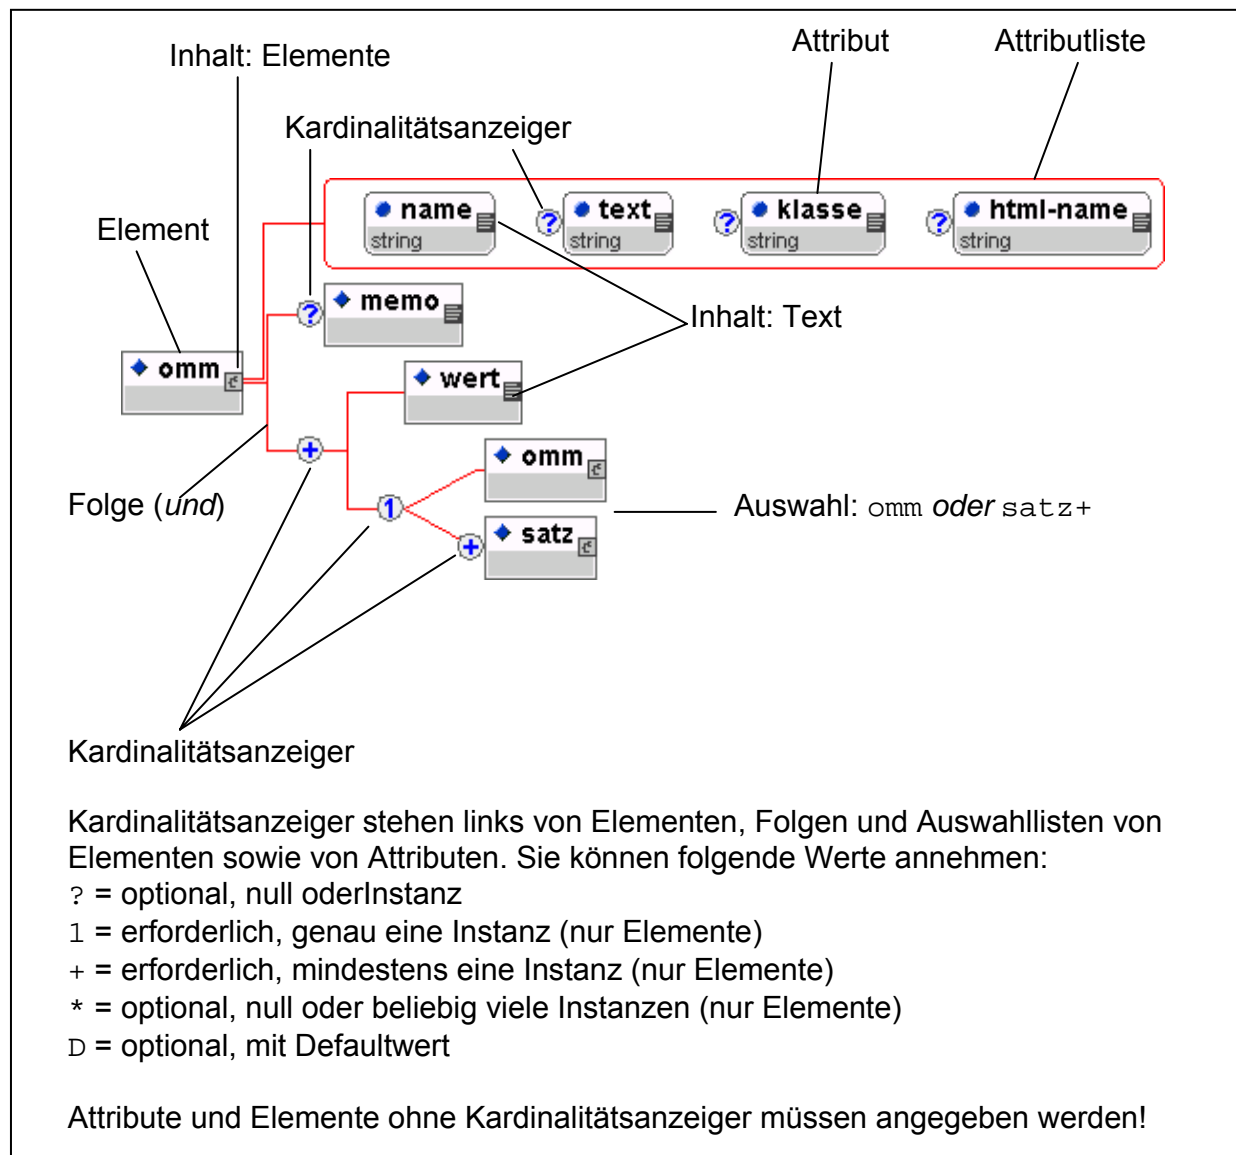 Inhalt: Elemente
Attribut
Attributliste
Kardinalitätsanzeiger
name
string
? text
string
? klasse
string
? html-name
string
Element
? memo
Inhalt: Text
omm
wert
+
omm
Folge (und)
1
Auswahl: omm oder satz+
+ satz
Kardinalitätsanzeiger
Kardinalitätsanzeiger stehen links von Elementen, Folgen und Auswahllisten von
Elementen sowie von Attributen. Sie können folgende Werte annehmen:
? = optional, null oderInstanz
1 = erforderlich, genau eine Instanz (nur Elemente)
+ = erforderlich, mindestens eine Instanz (nur Elemente)
* = optional, null oder beliebig viele Instanzen (nur Elemente)
D = optional, mit Defaultwert
Attribute und Elemente ohne Kardinalitätsanzeiger müssen angegeben werden!